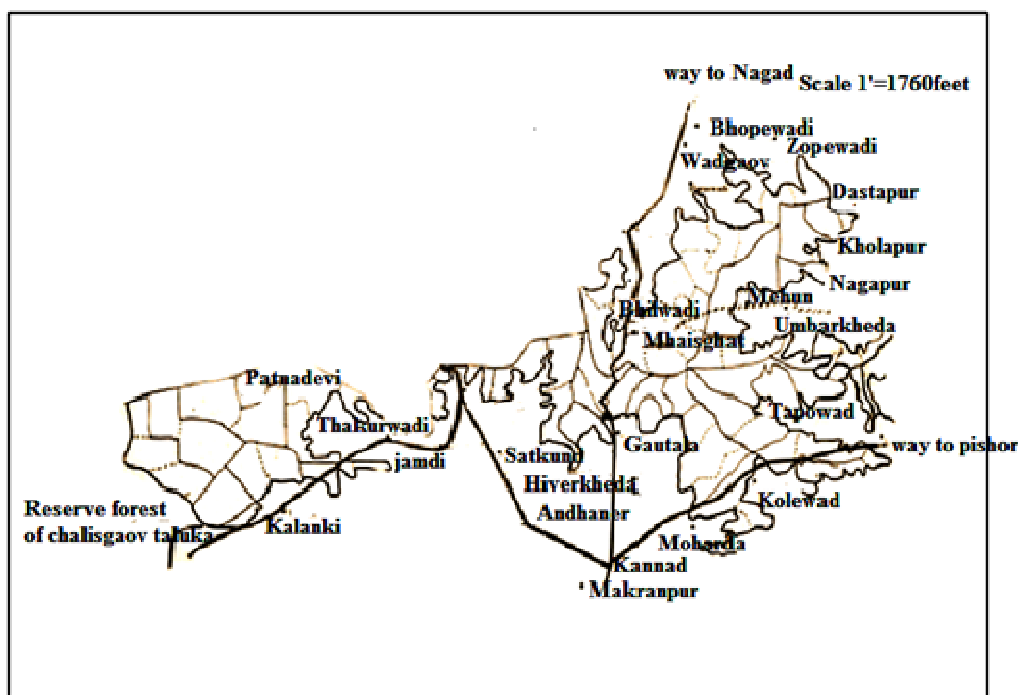 way to Nagad
Scale 1'=1760feet
Bhopewadi
Zopewadi
Wadgaov
Dastapur
Kholapur
Nagapur
Mehun
Bhilwadi
Umbarkheda
Mhaisghat
Patnadevi
Tapowad
Thakurwadi
Gautala
way to pishor
Satkund
jamdi
Hiverkheda
Kolewad
Reserve forest
of chalisgaov taluka
Andhaner
Kalanki
Moharda
Kannad
Makranpur